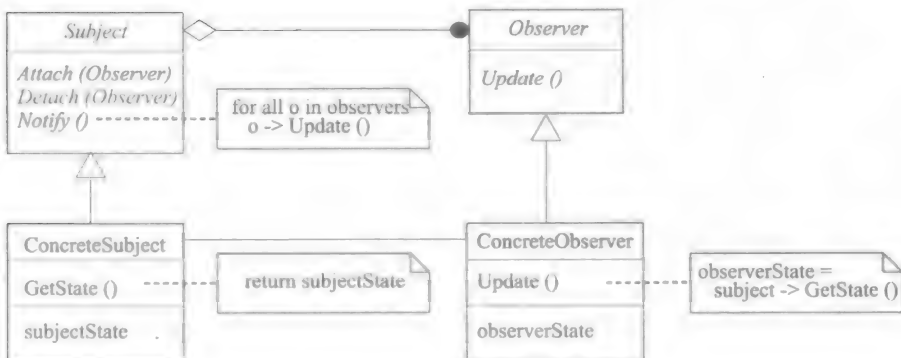 Subject
Attach (Observer)
Detach (Observer)
Notify ()
for all o in observers
o -> Update ()
Observer
Update ()
ConcreteSubject
GetState ()
subjectState
return subjectState
ConcreteObserver
Update ()
observerState
observerState =
subject -> GetState ()